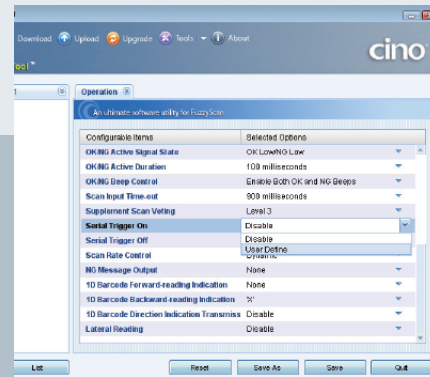 Download Upload Upgrade Tools About
cino
Tool
Operation
An ultimate software utility for FuzzyScan
Configurable Items Selected Options
OK/NG Active Signal State OK Low/NG Low
OK/NG Active Duration 100 milliseconds
OK/NG Beep Control Enable Both OK and NG Beeps
Scan Input Time-out 900 milliseconds
Supplement Scan Voting Level 3
Serial Trigger On Disable
Serial Trigger Off Disable
User Define
Scan Rate Control Dynamic
NG Message Output None
1D Barcode Forward-reading Indication None
1D Barcode Backward-reading Indication 'X'
1D Barcode Direction Indication Transmiss Disable
Lateral Reading Disable
List Reset Save As Save Quit